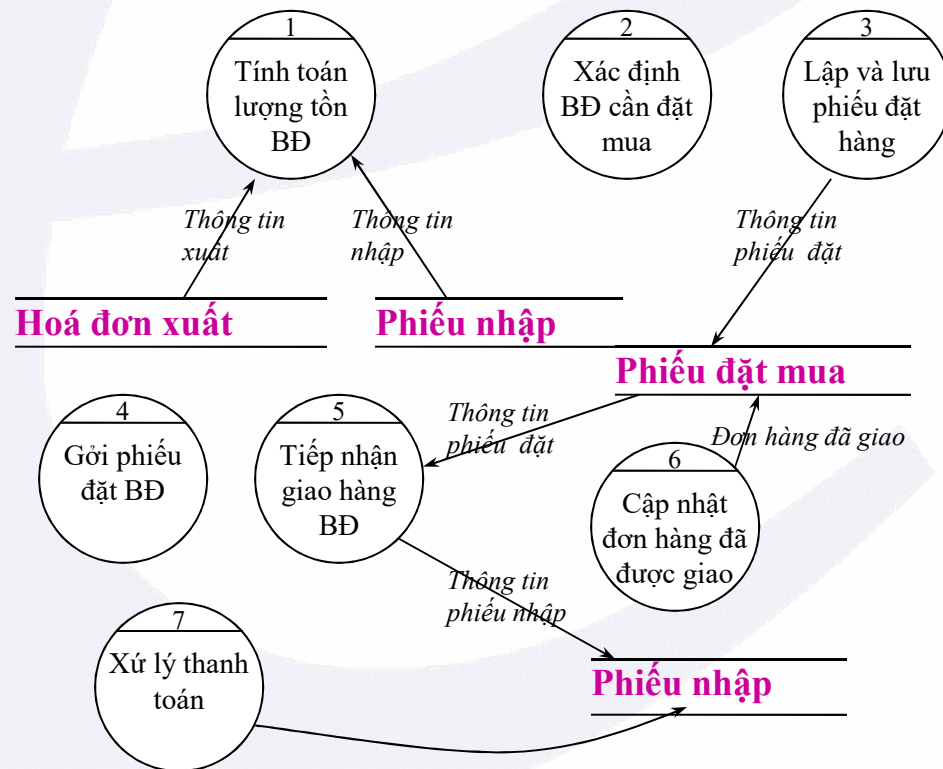 1
Tính toán
lượng tồn
BĐ
2
Xác định
BĐ cần đặt
mua
3
Lập và lưu
phiếu đặt
hàng
Thông tin
xuất
Thông tin
nhập
Thông tin
phiếu đặt
Hoá đơn xuất
Phiếu nhập
Phiếu đặt mua
4
Gởi phiếu
đặt BĐ
5
Tiếp nhận
giao hàng
BĐ
Thông tin
phiếu đặt
Đơn hàng đã giao
6
Cập nhật
đơn hàng đã
được giao
Thông tin
phiếu nhập
7
Xứ lý thanh
toán
Phiếu nhập